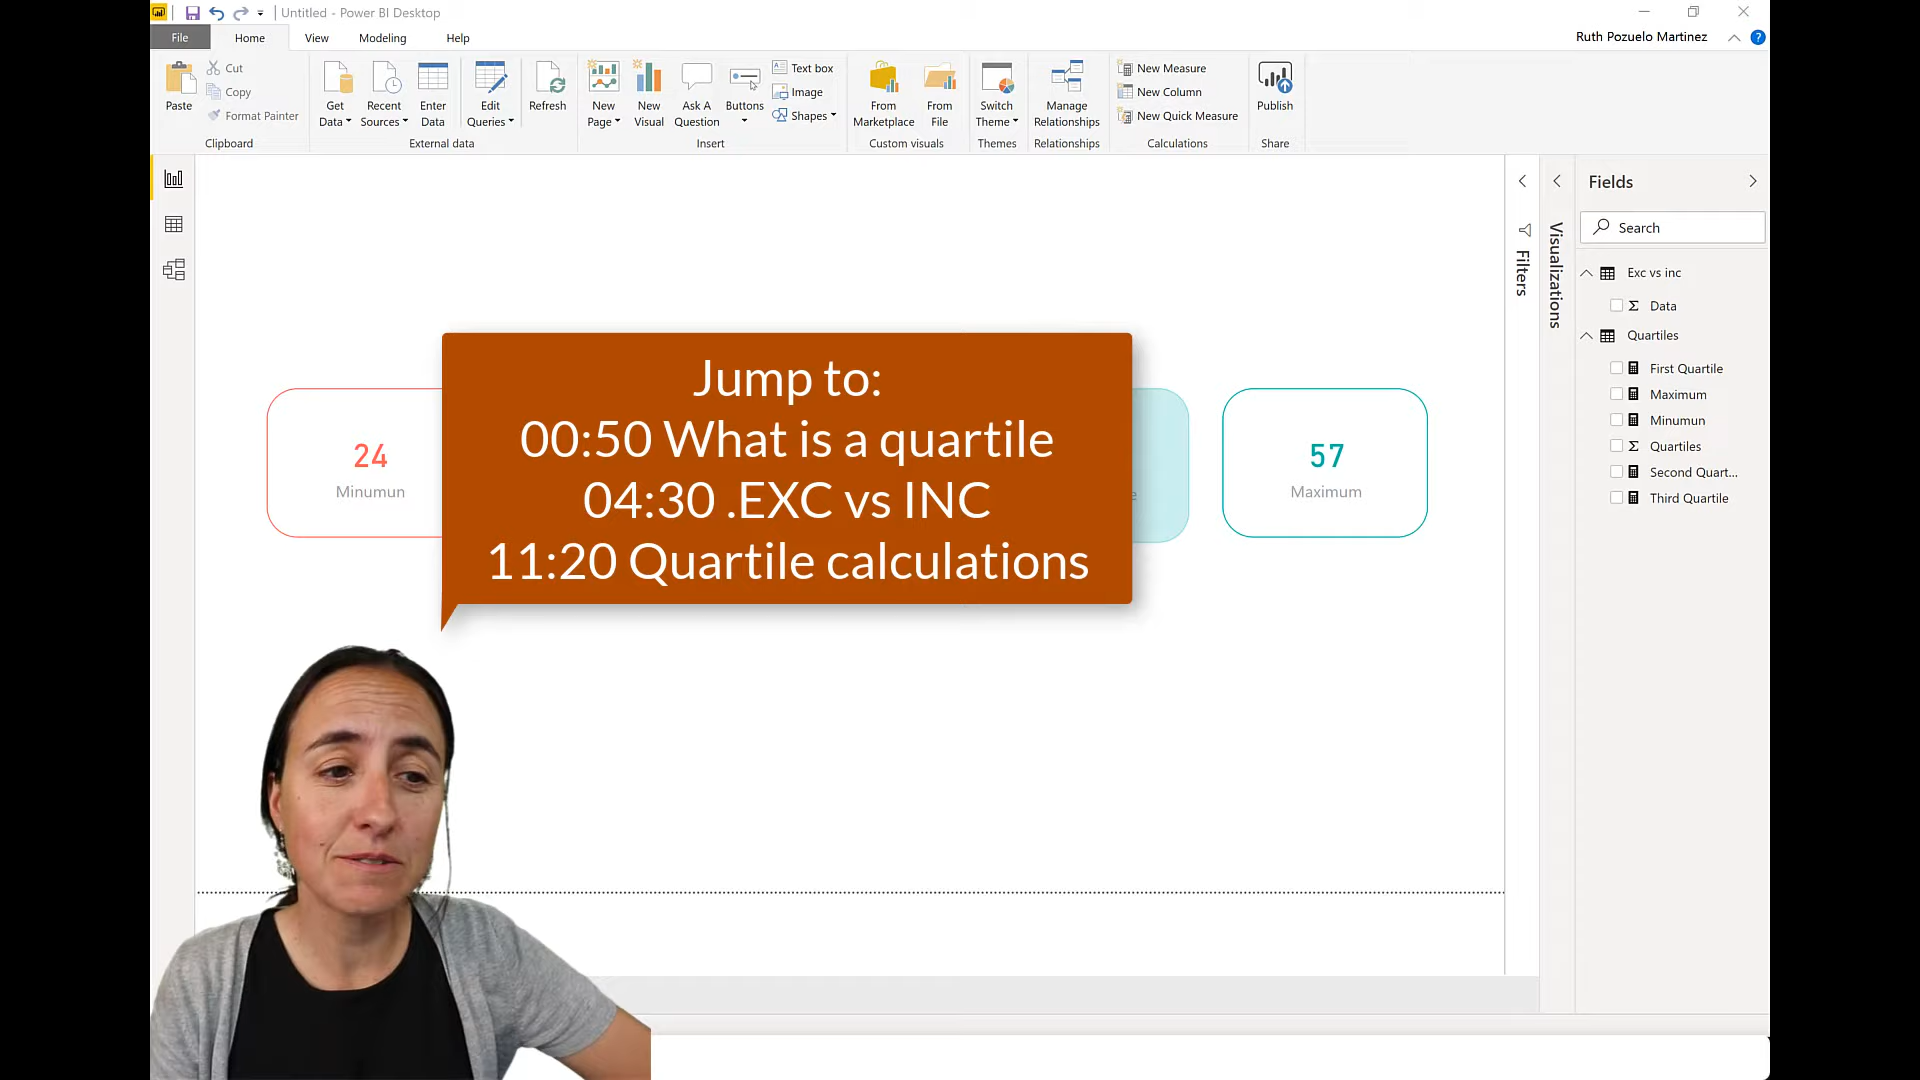 Untitled - Power BI Desktop
File Home View Modeling Help
Ruth Pozuelo Martinez
?
Paste
Cut
Copy
Format Painter
Clipboard
Get Data
Recent Sources
Enter Data
Edit Queries
Refresh
External data
New Page
New Visual
Ask A Question
Buttons
Text box
Image
Shapes
Insert
From Marketplace
From File
Custom visuals
Switch Theme
Themes
Manage Relationships
Relationships
New Measure
New Column
New Quick Measure
Calculations
Publish
Share
24
Minumun
Jump to:
00:50 What is a quartile
04:30 .EXC vs INC
11:20 Quartile calculations
e
57
Maximum
Filters
Visualizations
Fields
Search
Exc vs inc
Data
Quartiles
First Quartile
Maximum
Minumun
Quartiles
Second Quart...
Third Quartile